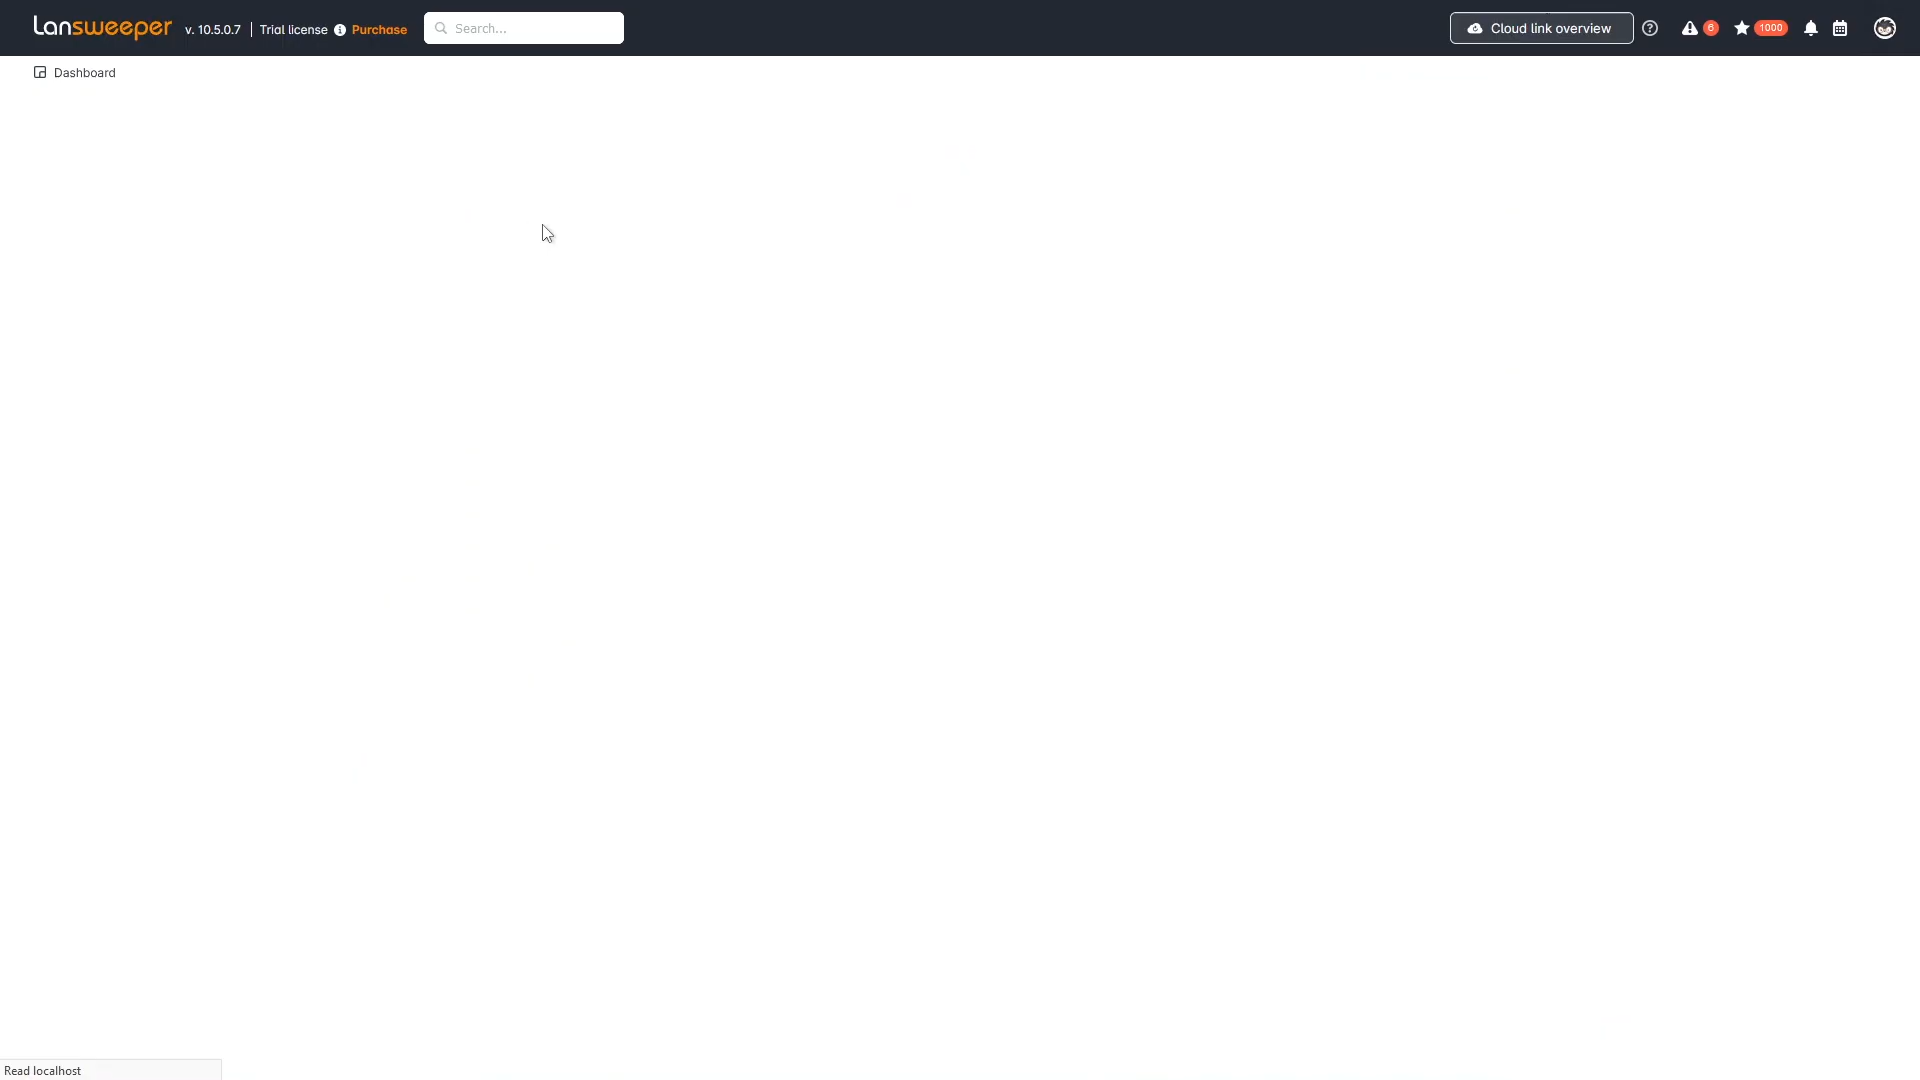 Lansweeper v. 10.5.0.7 | Trial license Purchase Search... Cloud link overview 6 1000
Dashboard
Read localhost